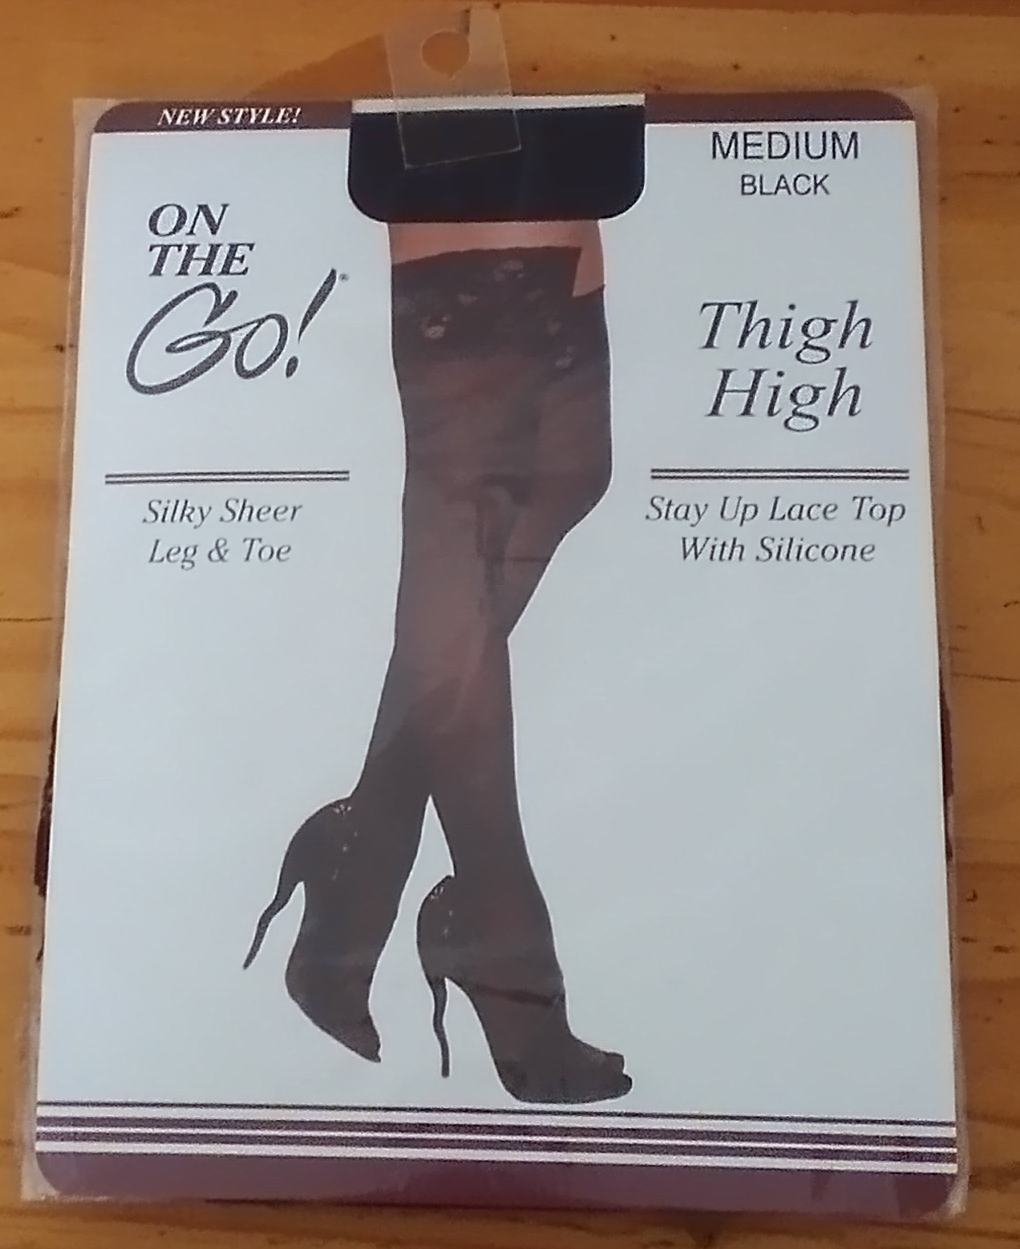 NEW STYLE!
MEDIUM
BLACK
ON
THE
Go!®
Thigh
High
Silky Sheer
Leg & Toe
Stay Up Lace Top
With Silicone